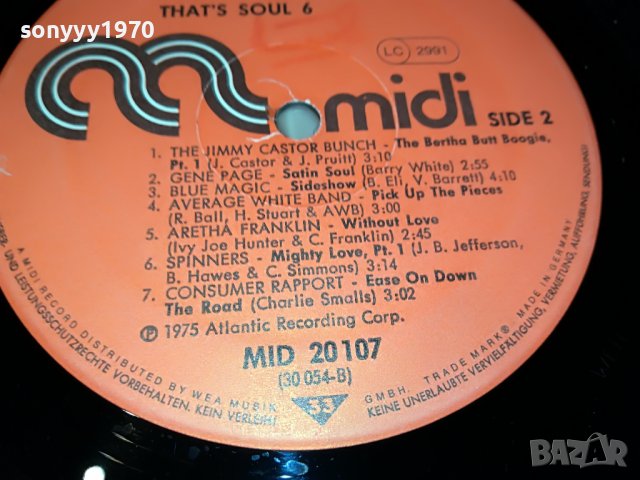 sonyyy1970
THAT'S SOUL 6
LC 2991
midi
SIDE 2
1. THE JIMMY CASTOR BUNCH - The Bertha Butt Boogie,
Pt. 1 (J. Castor & J. Pruitt) 3:10
2. GENE PAGE - Satin Soul (Barry White) 2:55
3. BLUE MAGIC - Sideshow (B. Eli, V. Barrett) 4:10
4. AVERAGE WHITE BAND - Pick Up The Pieces
(R. Ball, H. Stuart & AWB) 3:00
5. ARETHA FRANKLIN - Without Love
(Ivy Joe Hunter & C. Franklin) 2:45
6. SPINNERS - Mighty Love, Pt. 1 (J. B. Jefferson,
B. Hawes & C. Simmons) 3:14
7. CONSUMER RAPPORT - Ease On Down
The Road (Charlie Smalls) 3:02
℗ 1975 Atlantic Recording Corp.
MID 20 107
(30 054-B)
33
A MIDI RECORD DISTRIBUTED BY WEA MUSIK GMBH. TRADE MARK® MADE IN GERMANY
UND LEISTUNGSSCHUTZRECHTE VORBEHALTEN. KEIN VERLEIH! KEINE UNERLAUBTE VERVIELFÄLTIGUNG, VERMIETUNG, AUFFÜHRUNG, SENDUNG!
BAZAR
bazar.bg